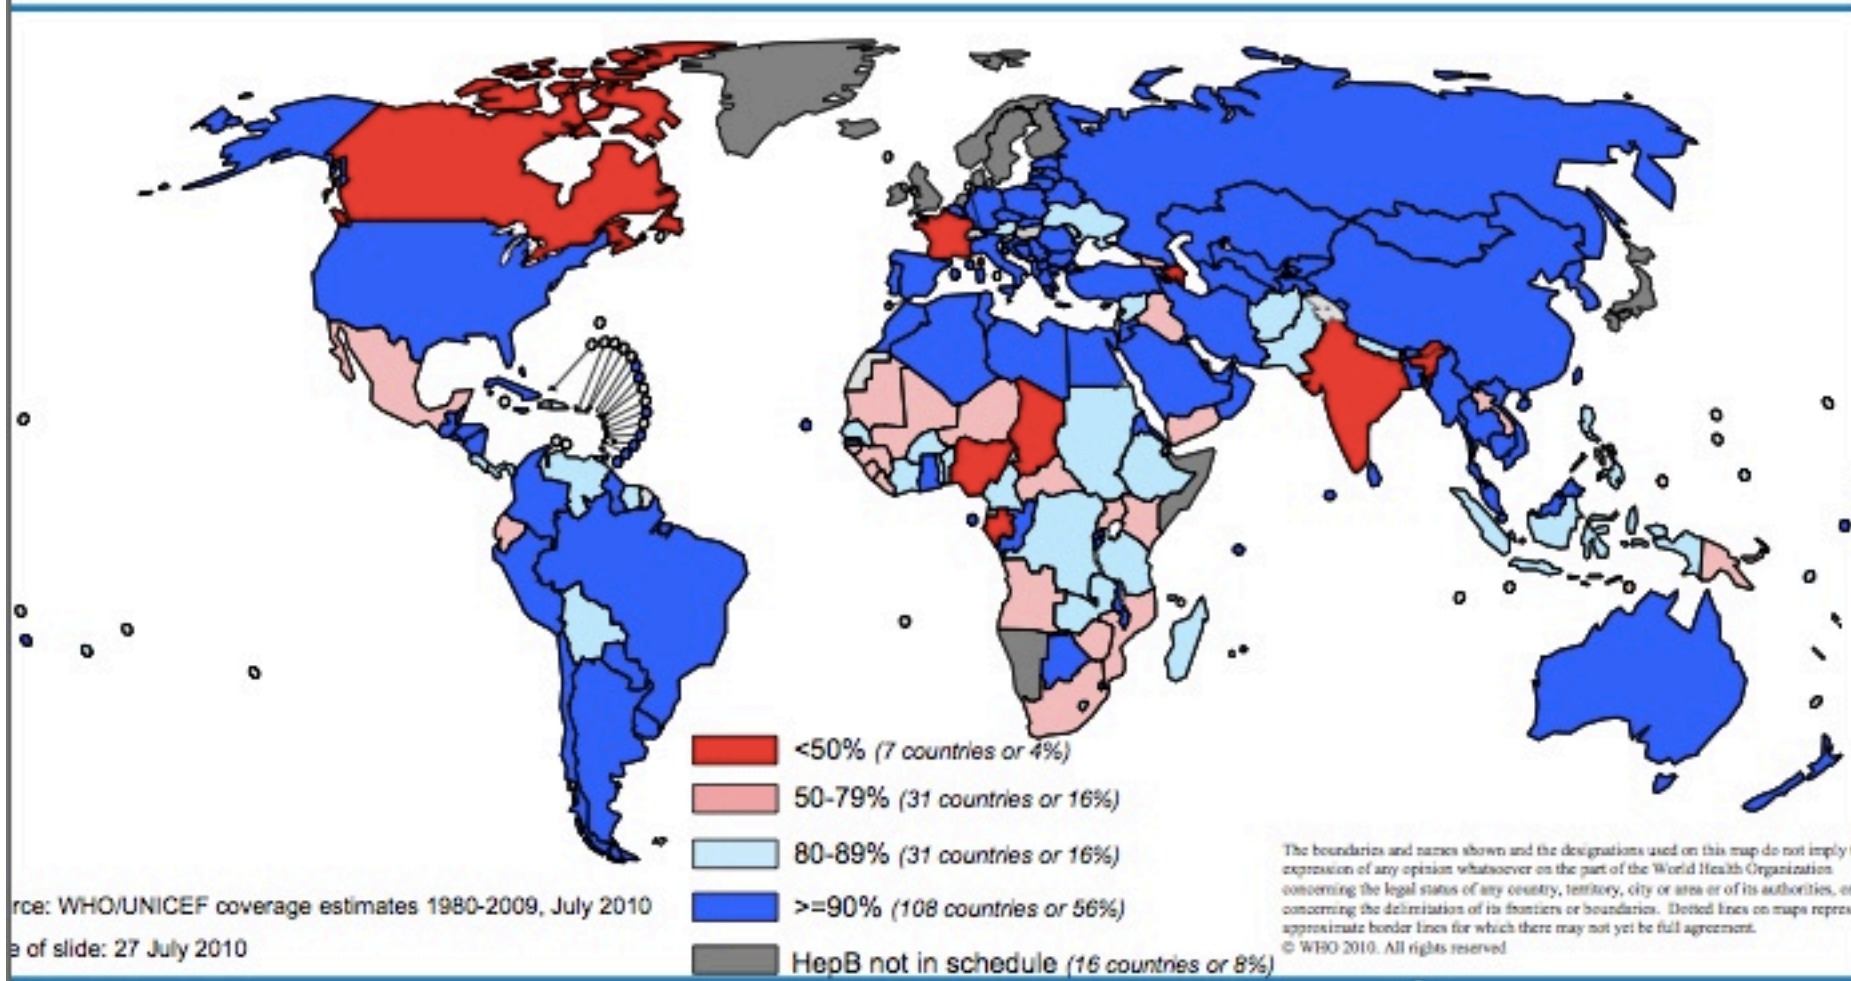 <50% (7 countries or 4%)
50-79% (31 countries or 16%)
80-89% (31 countries or 16%)
>=90% (108 countries or 56%)
HepB not in schedule (16 countries or 8%)
rce: WHO/UNICEF coverage estimates 1980-2009, July 2010
e of slide: 27 July 2010
The boundaries and names shown and the designations used on this map do not imply
expression of any opinion whatsoever on the part of the World Health Organization
concerning the legal status of any country, territory, city or area or of its authorities, or
concerning the delimitation of its frontiers or boundaries. Dotted lines on maps repres
approximate border lines for which there may not yet be full agreement.
© WHO 2010. All rights reserved